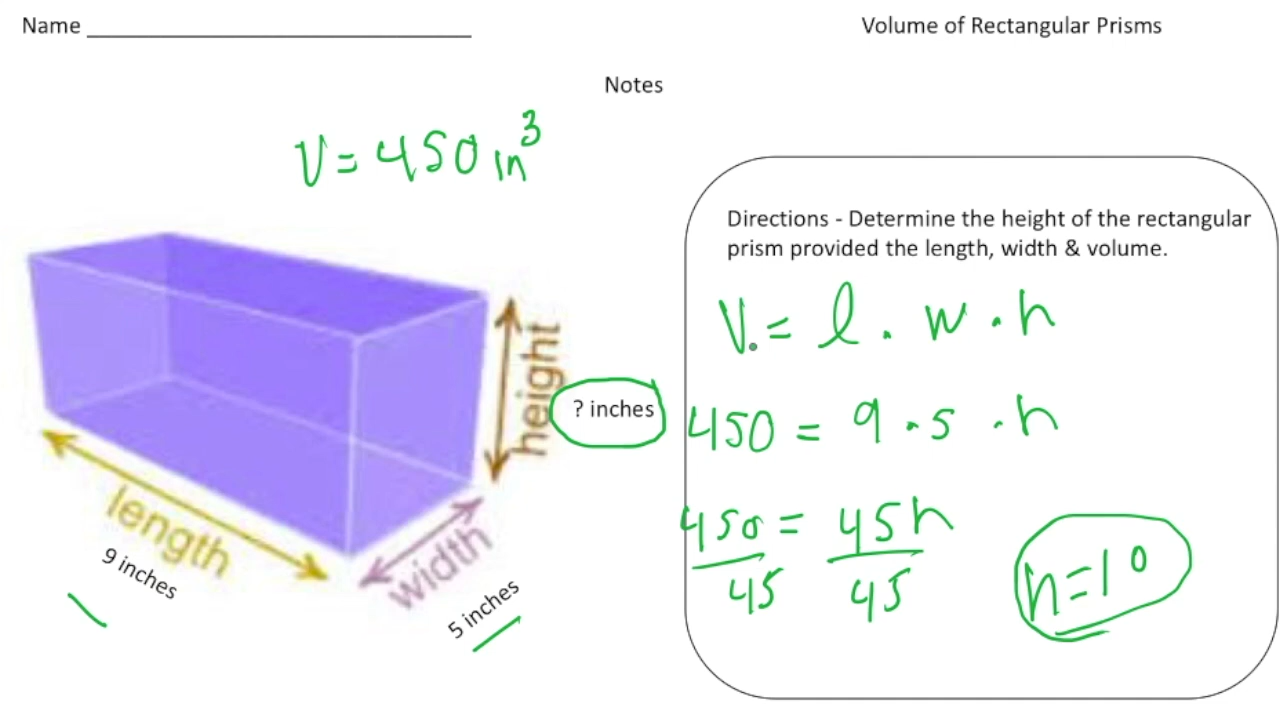 Name
Volume of Rectangular Prisms
Notes
V = 450 in³
Directions - Determine the height of the rectangular
prism provided the length, width & volume.
V = l . w . h
height
? inches
450 = 9 . 5 . h
450 = 45h
45 45
h = 10
length
9 inches
width
5 inches